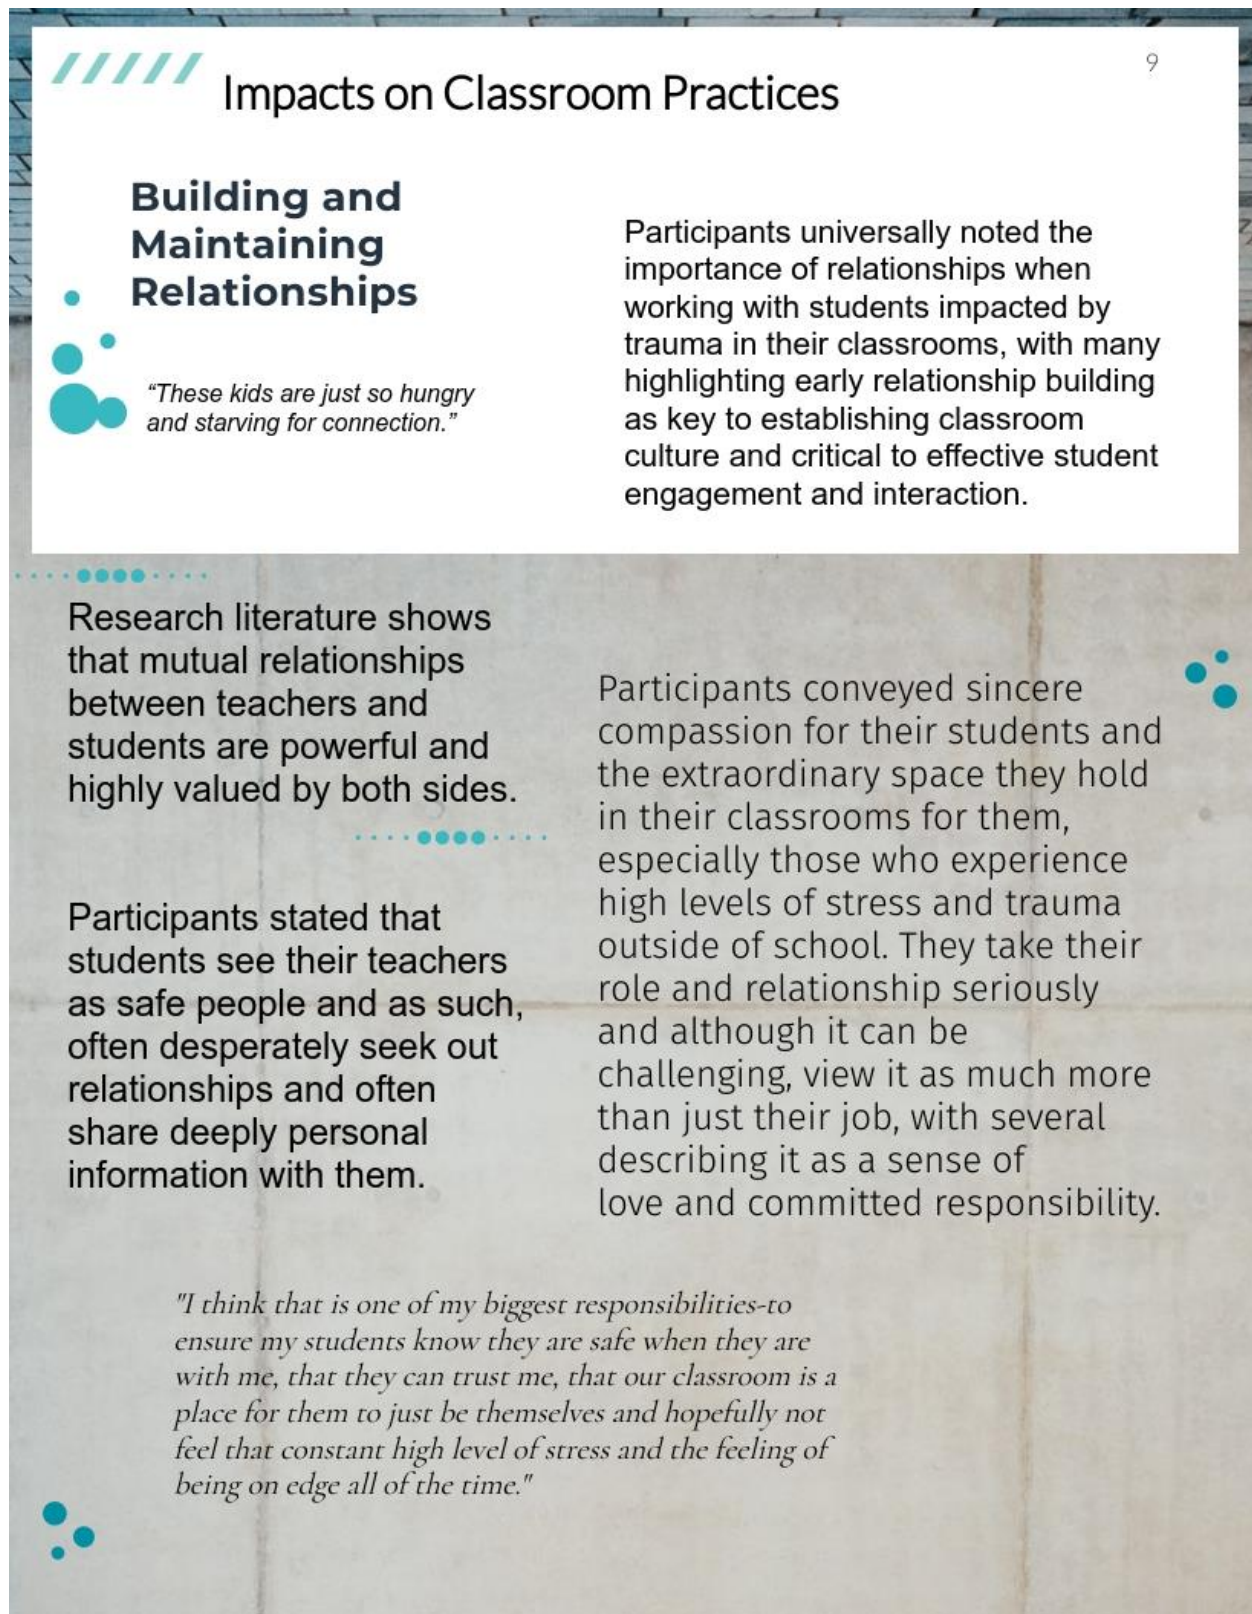 9
Impacts on Classroom Practices
Building and
Maintaining
Relationships
“These kids are just so hungry
and starving for connection.”
Participants universally noted the
importance of relationships when
working with students impacted by
trauma in their classrooms, with many
highlighting early relationship building
as key to establishing classroom
culture and critical to effective student
engagement and interaction.
Research literature shows
that mutual relationships
between teachers and
students are powerful and
highly valued by both sides.
Participants stated that
students see their teachers
as safe people and as such,
often desperately seek out
relationships and often
share deeply personal
information with them.
Participants conveyed sincere
compassion for their students and
the extraordinary space they hold
in their classrooms for them,
especially those who experience
high levels of stress and trauma
outside of school. They take their
role and relationship seriously
and although it can be
challenging, view it as much more
than just their job, with several
describing it as a sense of
love and committed responsibility.
"I think that is one of my biggest responsibilities-to
ensure my students know they are safe when they are
with me, that they can trust me, that our classroom is a
place for them to just be themselves and hopefully not
feel that constant high level of stress and the feeling of
being on edge all of the time."